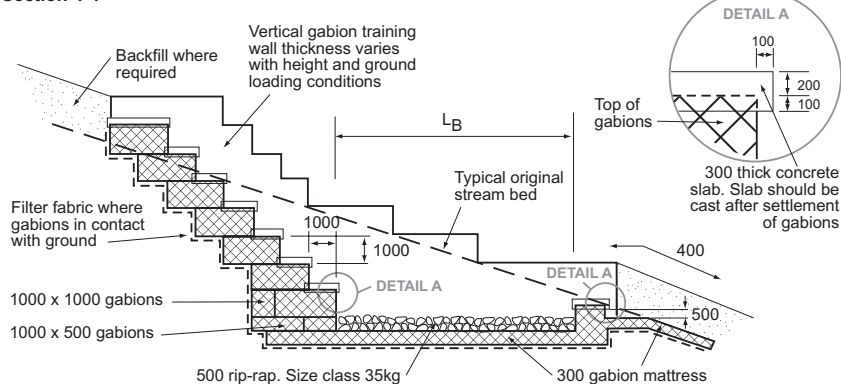 Vertical gabion training
wall thickness varies
with height and ground
loading conditions
Backfill where
required
DETAIL A
100
200
100
Top of
gabions
300 thick concrete
slab. Slab should be
cast after settlement
of gabions
LB
Typical original
stream bed
Filter fabric where
gabions in contact
with ground
1000
1000
400
DETAIL A
DETAIL A
500
1000 x 1000 gabions
1000 x 500 gabions
500 rip-rap. Size class 35kg
300 gabion mattress